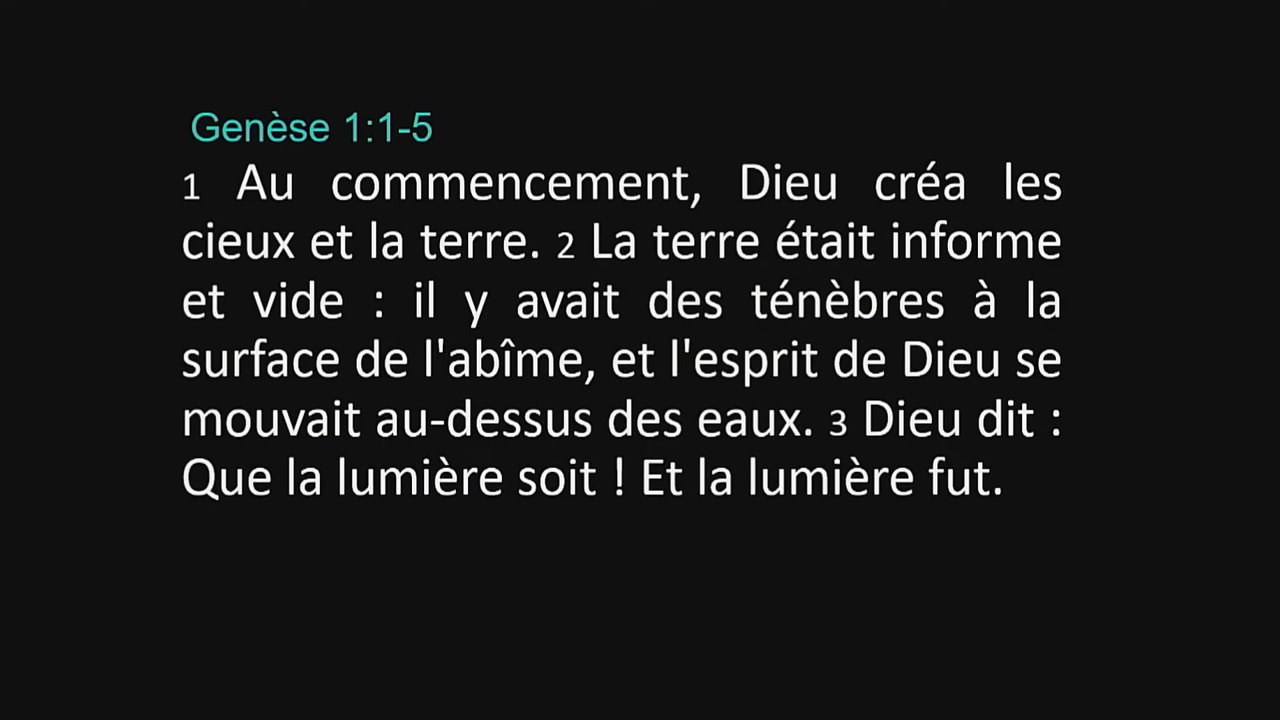 Genèse 1:1-5
1 Au commencement, Dieu créa les
cieux et la terre. 2 La terre était informe
et vide : il y avait des ténèbres à la
surface de l'abîme, et l'esprit de Dieu se
mouvait au-dessus des eaux. 3 Dieu dit :
Que la lumière soit ! Et la lumière fut.